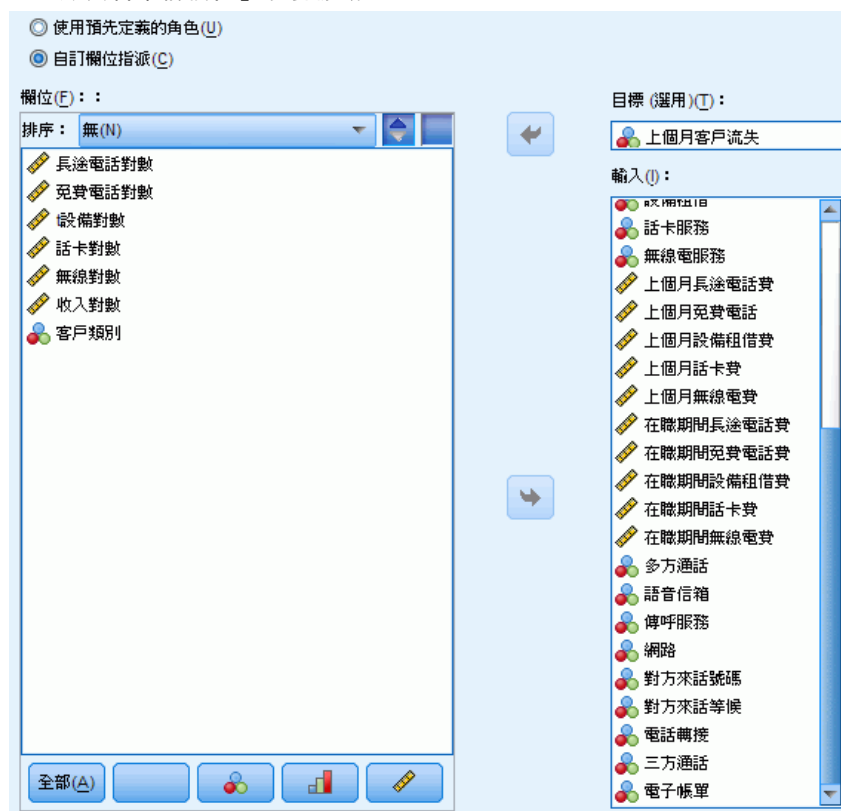 使用預先定義的角色(U)
自訂欄位指派(C)
欄位(F)：：
排序： 無(N)
長途電話對數
免費電話對數
設備對數
話卡對數
無線對數
收入對數
客戶類別
全部(A)
目標 (選用)(T)：
上個月客戶流失
輸入(I)：
設備租借
話卡服務
無線電服務
上個月長途電話費
上個月免費電話
上個月設備租借費
上個月話卡費
上個月無線電費
在職期間長途電話費
在職期間免費電話費
在職期間設備租借費
在職期間話卡費
在職期間無線電費
多方通話
語音信箱
傳呼服務
網路
對方來話號碼
對方來話等候
電話轉接
三方通話
電子帳單